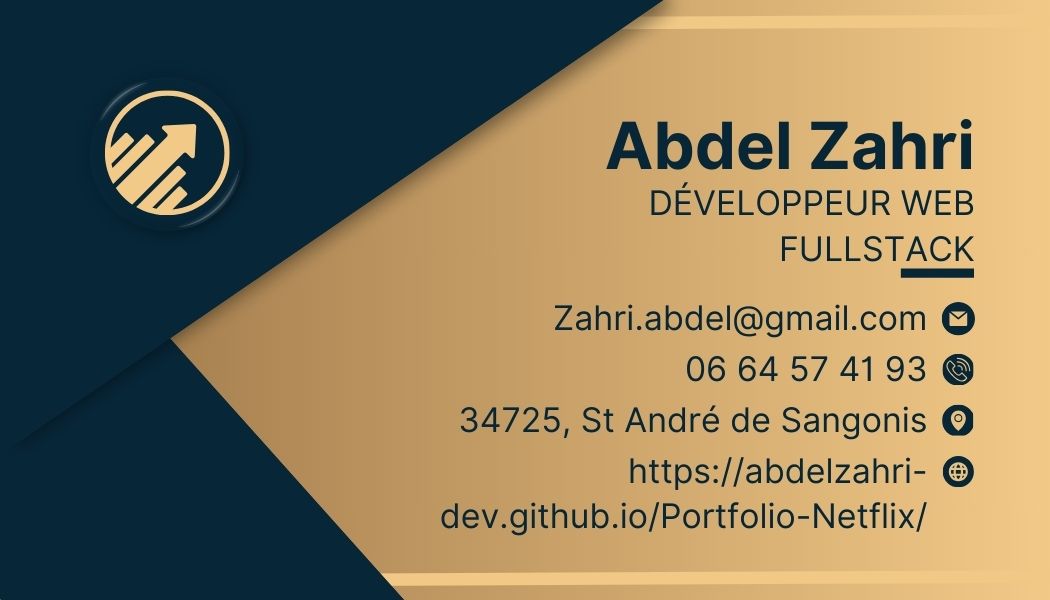 Abdel Zahri
DÉVELOPPEUR WEB
FULLSTACK
Zahri.abdel@gmail.com
06 64 57 41 93
34725, St André de Sangonis
https://abdelzahri-
dev.github.io/Portfolio-Netflix/